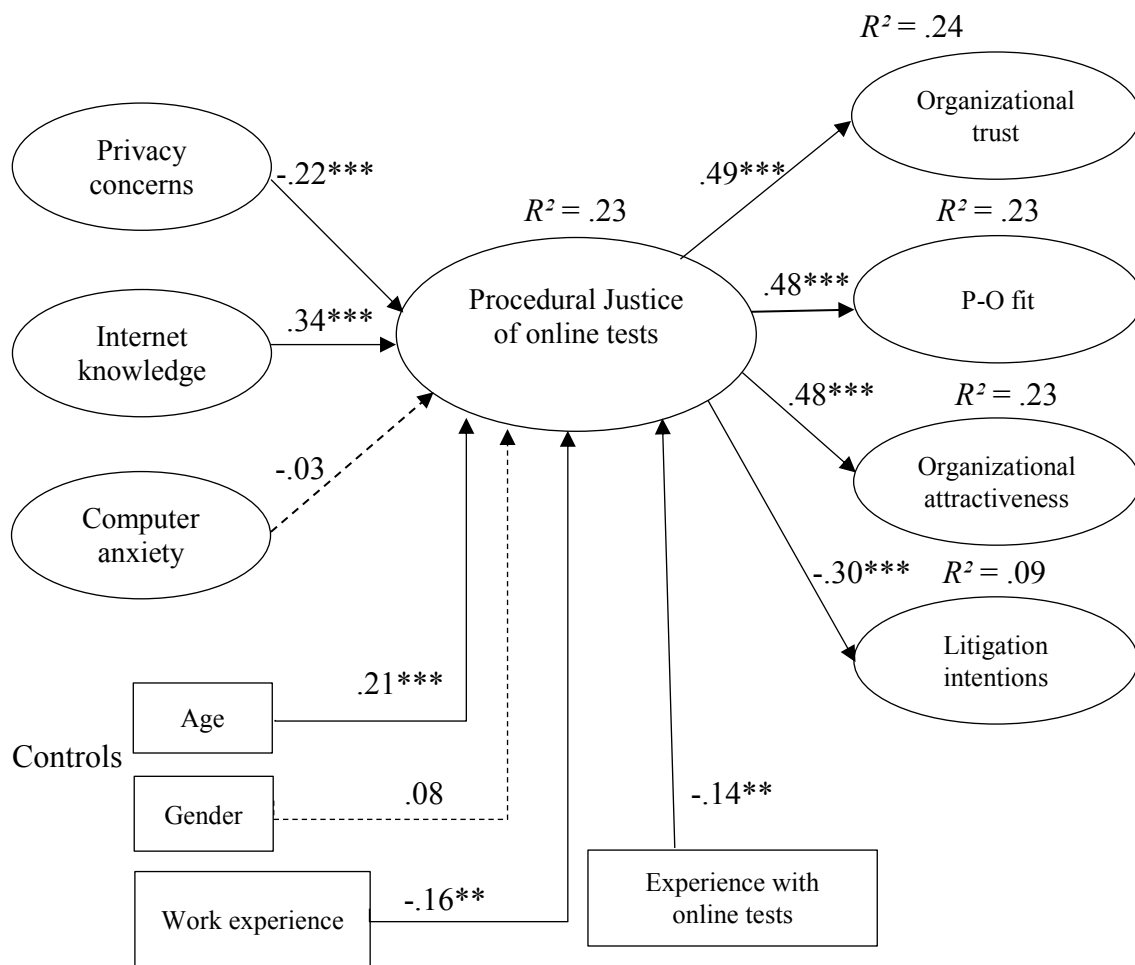 R² = .24
Organizational
trust
Privacy
concerns
-.22***
.49***
R² = .23
R² = .23
Procedural Justice
of online tests
.48***
P-O fit
Internet
knowledge
.34***
.48***
R² = .23
Organizational
attractiveness
-.03
Computer
anxiety
-.30***
R² = .09
Litigation
intentions
.21***
Age
Controls
.08
Gender
-.14**
Experience with
online tests
-.16**
Work experience